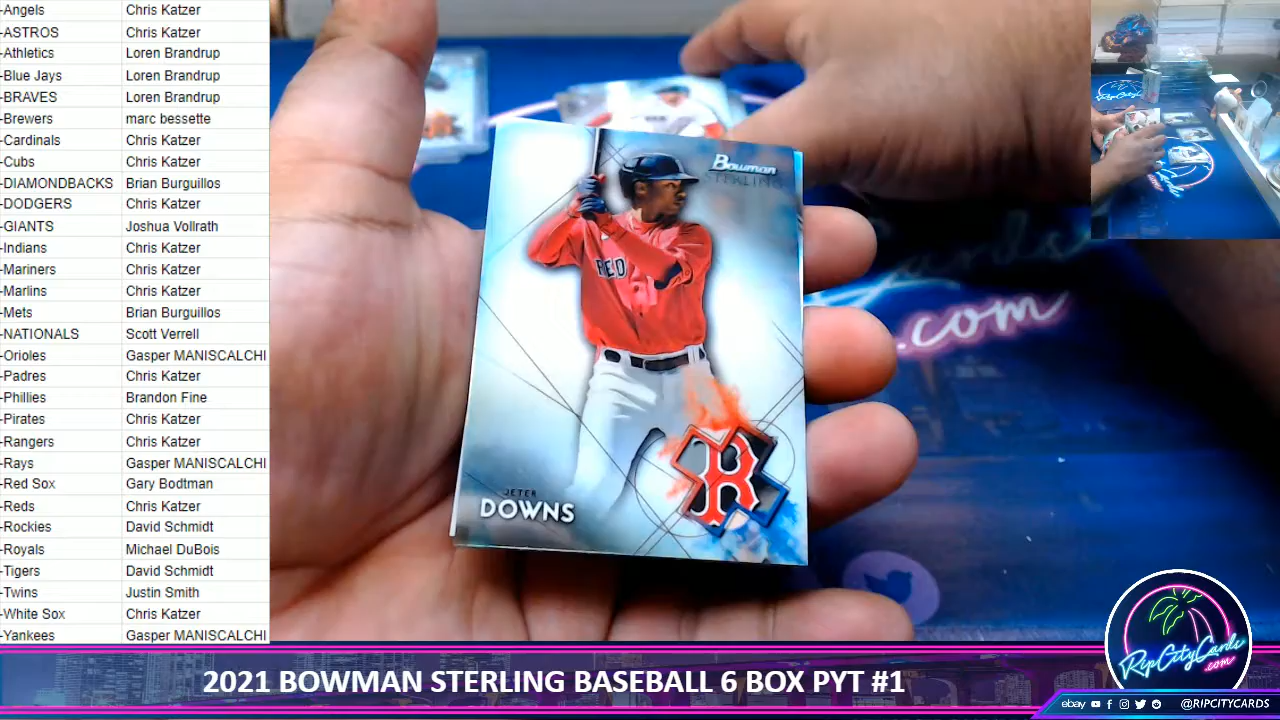 -Angels Chris Katzer
-ASTROS Chris Katzer
-Athletics Loren Brandrup
-Blue Jays Loren Brandrup
-BRAVES Loren Brandrup
-Brewers marc bessette
-Cardinals Chris Katzer
-Cubs Chris Katzer
-DIAMONDBACKS Brian Burguillos
-DODGERS Chris Katzer
-GIANTS Joshua Vollrath
-Indians Chris Katzer
-Mariners Chris Katzer
-Marlins Chris Katzer
-Mets Brian Burguillos
-NATIONALS Scott Verrell
-Orioles Gasper MANISCALCHI
-Padres Chris Katzer
-Phillies Brandon Fine
-Pirates Chris Katzer
-Rangers Chris Katzer
-Rays Gasper MANISCALCHI
-Red Sox Gary Bodtman
-Reds Chris Katzer
-Rockies David Schmidt
-Royals Michael DuBois
-Tigers David Schmidt
-Twins Justin Smith
-White Sox Chris Katzer
-Yankees Gasper MANISCALCHI
Bowman
STERLING
RED
B
JETER
DOWNS
Cards
.com
RipCityCards
.com
2021 BOWMAN STERLING BASEBALL 6 BOX PYT #1
ebay @RIPCITYCARDS